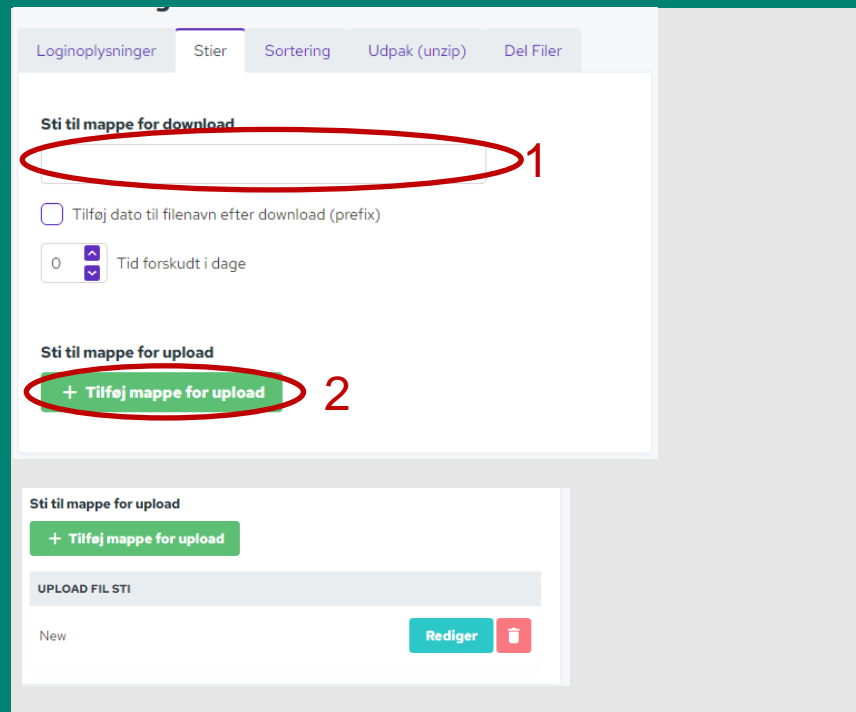 Loginoplysninger Stier Sortering Udpak (unzip) Del Filer
Sti til mappe for download
1
Tilføj dato til filenavn efter download (prefix)
0 Tid forskudt i dage
Sti til mappe for upload
+ Tilføj mappe for upload 2
Sti til mappe for upload
+ Tilføj mappe for upload
UPLOAD FIL STI
New Rediger